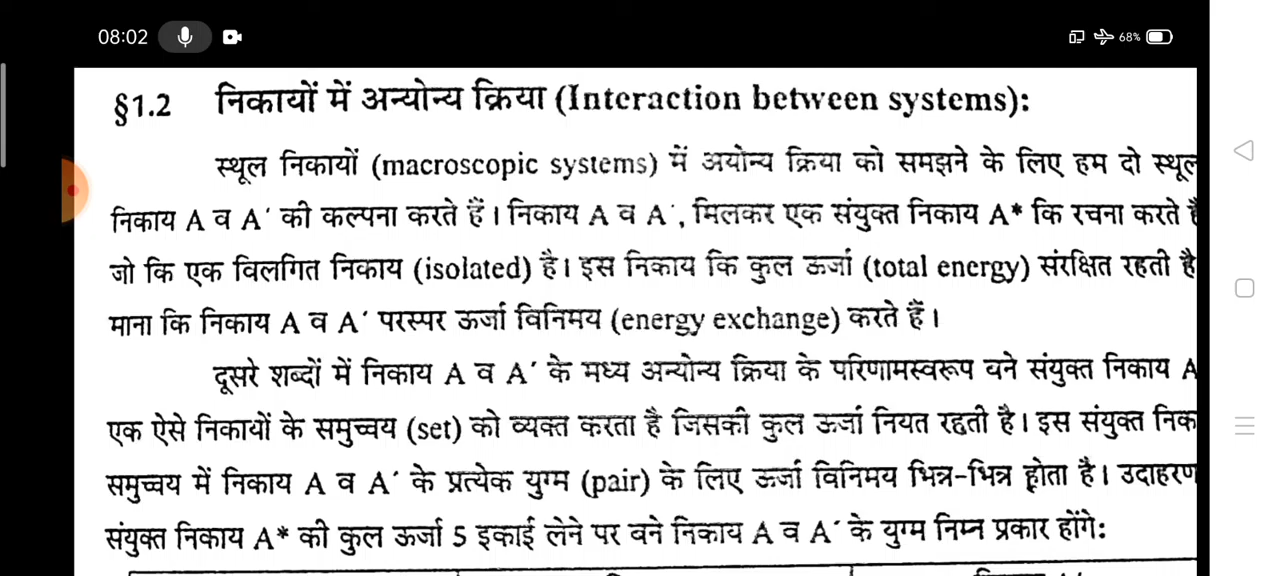 08:02
68%
§1.2 निकायों में अन्योन्य क्रिया (Interaction between systems):
स्थूल निकायों (macroscopic systems) में अयोन्य क्रिया को समझने के लिए हम दो स्थूल
निकाय A व A′ की कल्पना करते हैं। निकाय A व A′, मिलकर एक संयुक्त निकाय A* कि रचना करते है
जो कि एक विलगित निकाय (isolated) है। इस निकाय कि कुल ऊर्जा (total energy) संरक्षित रहती है
माना कि निकाय A व A′ परस्पर ऊर्जा विनिमय (energy exchange) करते हैं।
दूसरे शब्दों में निकाय A व A′ के मध्य अन्योन्य क्रिया के परिणामस्वरूप बने संयुक्त निकाय A
एक ऐसे निकायों के समुच्चय (set) को व्यक्त करता है जिसकी कुल ऊर्जा नियत रहती है। इस संयुक्त निक
समुच्चय में निकाय A व A′ के प्रत्येक युग्म (pair) के लिए ऊर्जा विनिमय भिन्न-भिन्न होता है। उदाहरण
संयुक्त निकाय A* की कुल ऊर्जा 5 इकाई लेने पर बने निकाय A व A′ के युग्म निम्न प्रकार होंगे: